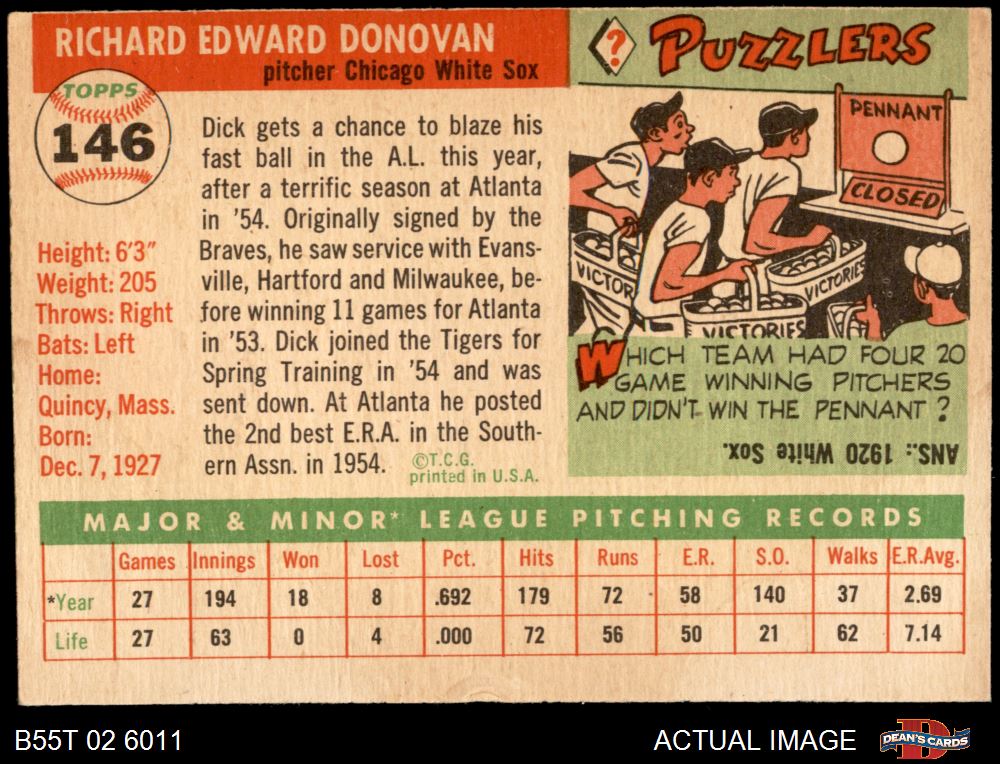 RICHARD EDWARD DONOVAN
pitcher Chicago White Sox
TOPPS
146
Dick gets a chance to blaze his
fast ball in the A.L. this year,
after a terrific season at Atlanta
in '54. Originally signed by the
Braves, he saw service with Evans-
ville, Hartford and Milwaukee, be-
fore winning 11 games for Atlanta
in '53. Dick joined the Tigers for
Spring Training in '54 and was
sent down. At Atlanta he posted
the 2nd best E.R.A. in the South-
ern Assn. in 1954.
©T.C.G.
printed in U.S.A.
Height: 6'3"
Weight: 205
Throws: Right
Bats: Left
Home:
Quincy, Mass.
Born:
Dec. 7, 1927
?
PUZZLERS
PENNANT
CLOSED
VICTOR
VICTORIES
VICTORIES
WHICH TEAM HAD FOUR 20
GAME WINNING PITCHERS
AND DIDN'T WIN THE PENNANT ?
ANS.: 1920 White Sox.
MAJOR & MINOR* LEAGUE PITCHING RECORDS
Games Innings Won Lost Pct. Hits Runs E.R. S.O. Walks E.R.Avg.
*Year 27 194 18 8 .692 179 72 58 140 37 2.69
Life 27 63 0 4 .000 72 56 50 21 62 7.14
B55T 02 6011
ACTUAL IMAGE
D
DEAN'S CARDS